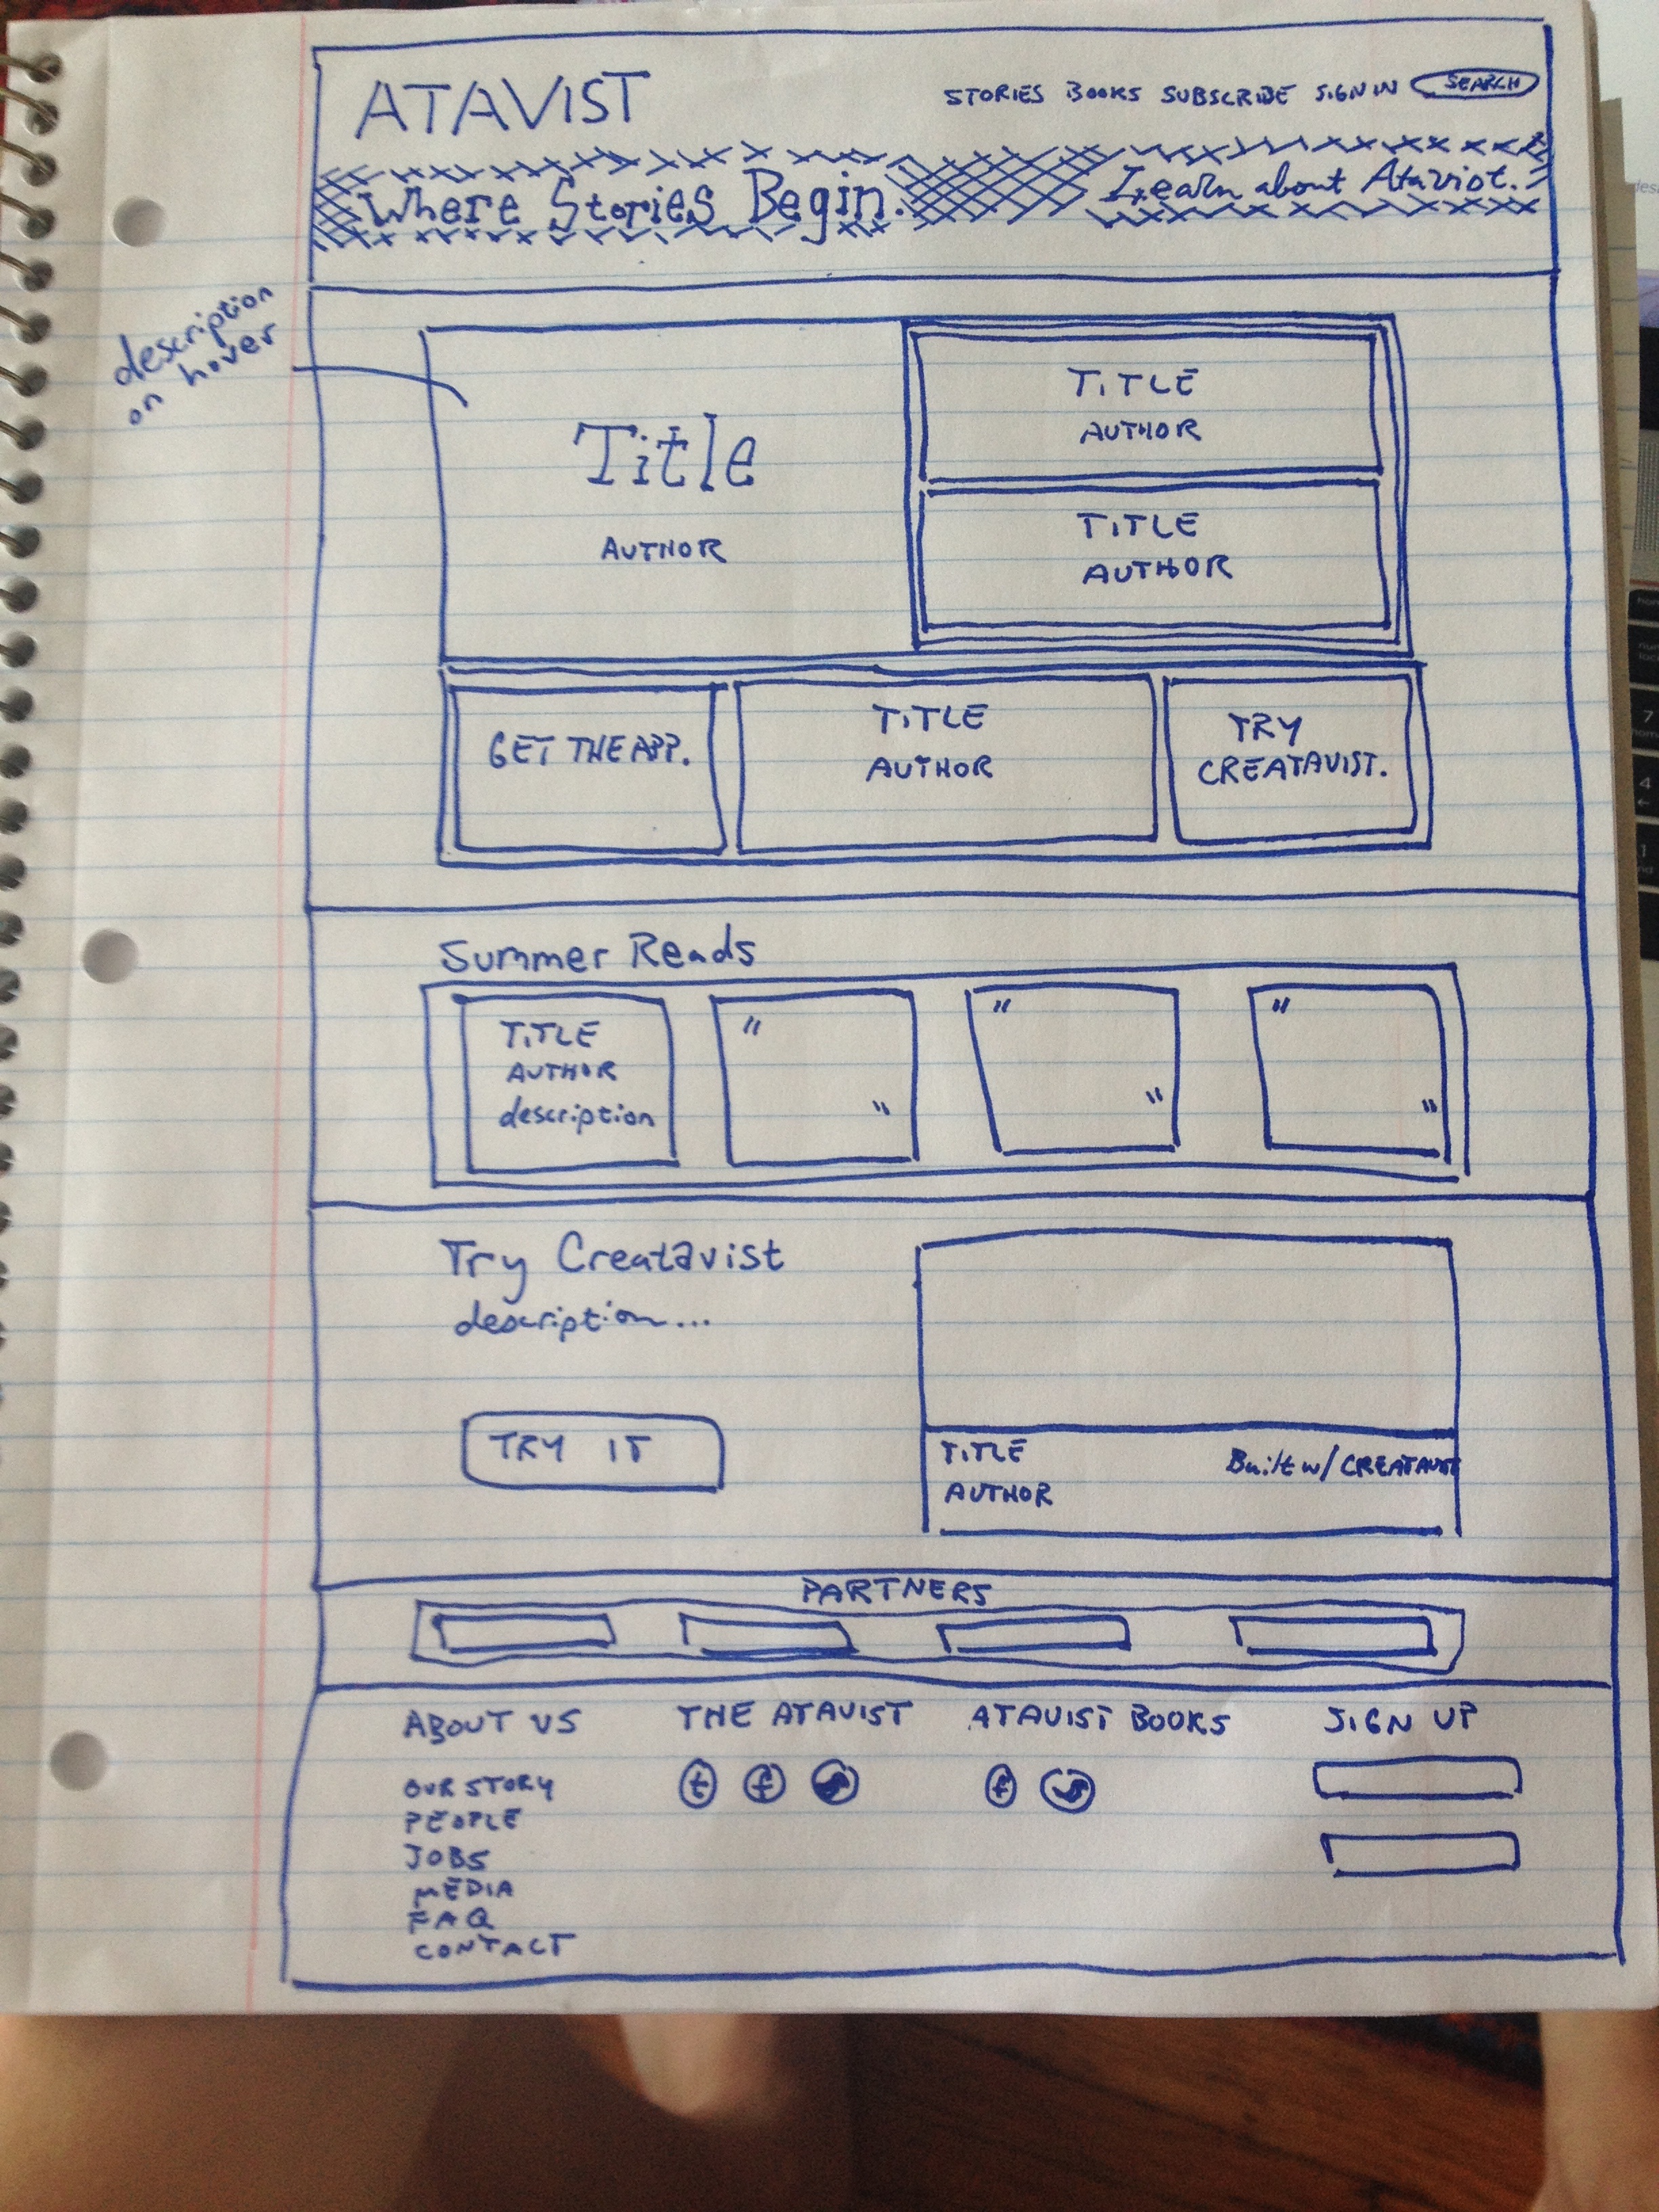 ATAVIST
STORIES BOOKS SUBSCRIBE SIGN IN SEARCH
Where Stories Begin.
Learn about Atavist.
description
on hover
Title
AUTHOR
TITLE
AUTHOR
TITLE
AUTHOR
GET THE APP.
TITLE
AUTHOR
TRY
CREATAVIST.
Summer Reads
TITLE
AUTHOR
description
" "
" "
" "
Try Creatavist
description...
TRY IT
TITLE
AUTHOR
Built w/ CREATAVIST
PARTNERS
ABOUT US
OUR STORY
PEOPLE
JOBS
MEDIA
FAQ
CONTACT
THE ATAVIST
t f
ATAVIST BOOKS
f
SIGN UP